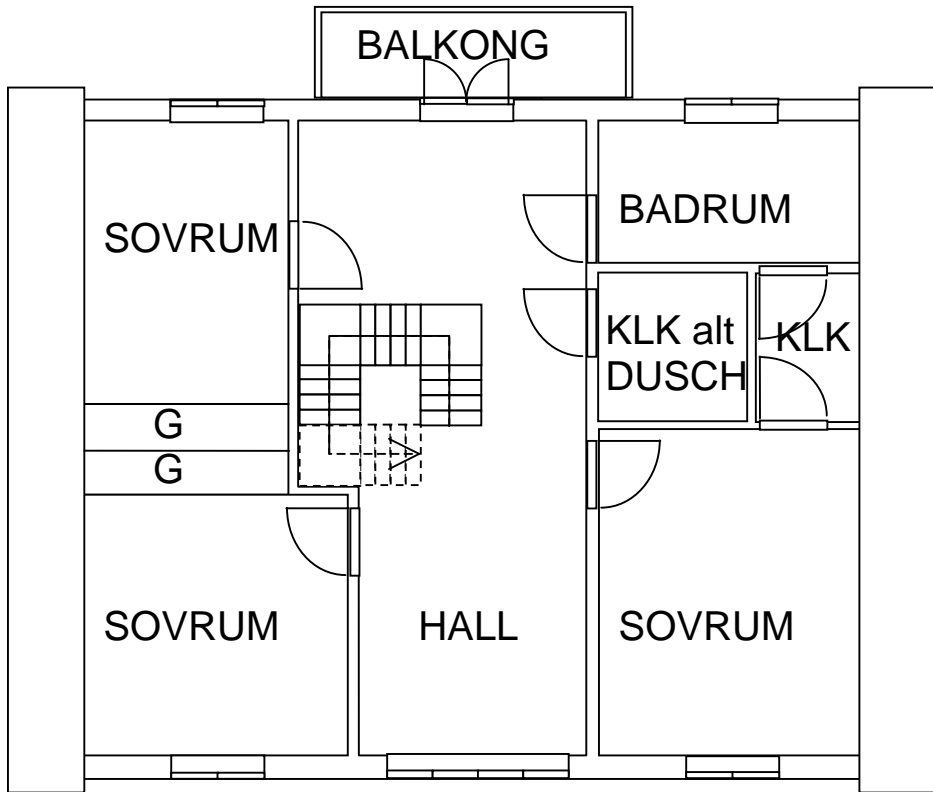 BALKONG
SOVRUM
BADRUM
KLK alt
DUSCH
KLK
G
G
SOVRUM
HALL
SOVRUM